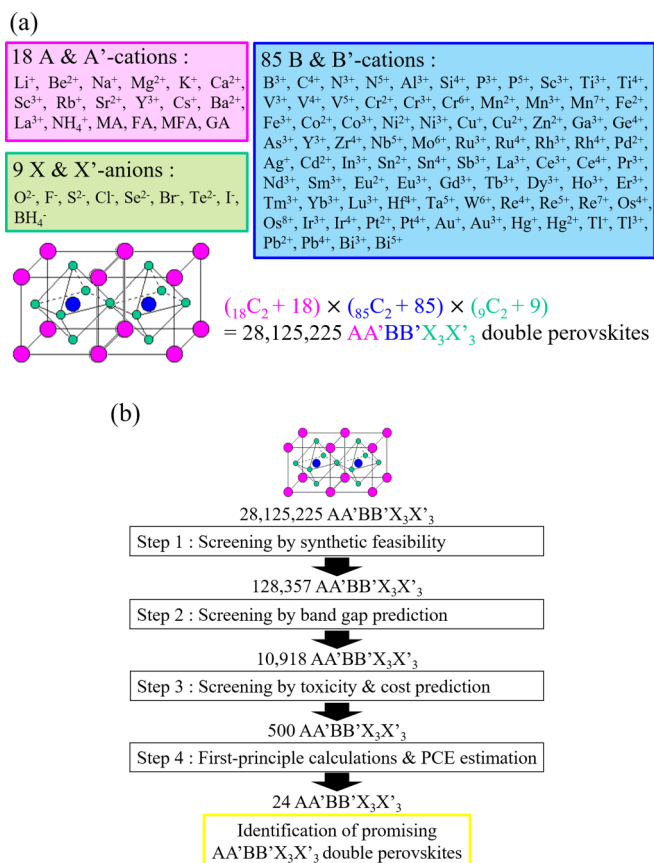 (a)
18 A & A’-cations :
Li⁺, Be²⁺, Na⁺, Mg²⁺, K⁺, Ca²⁺,
Sc³⁺, Rb⁺, Sr²⁺, Y³⁺, Cs⁺, Ba²⁺,
La³⁺, NH₄⁺, MA, FA, MFA, GA
9 X & X’-anions :
O²⁻, F⁻, S²⁻, Cl⁻, Se²⁻, Br⁻, Te²⁻, I⁻,
BH₄⁻
85 B & B’-cations :
B³⁺, C⁴⁺, N³⁺, N⁵⁺, Al³⁺, Si⁴⁺, P³⁺, P⁵⁺, Sc³⁺, Ti³⁺, Ti⁴⁺,
V³⁺, V⁴⁺, V⁵⁺, Cr²⁺, Cr³⁺, Cr⁶⁺, Mn²⁺, Mn³⁺, Mn⁷⁺, Fe²⁺,
Fe³⁺, Co²⁺, Co³⁺, Ni²⁺, Ni³⁺, Cu⁺, Cu²⁺, Zn²⁺, Ga³⁺, Ge⁴⁺,
As³⁺, Y³⁺, Zr⁴⁺, Nb⁵⁺, Mo⁶⁺, Ru³⁺, Ru⁴⁺, Rh³⁺, Rh⁴⁺, Pd²⁺,
Ag⁺, Cd²⁺, In³⁺, Sn²⁺, Sn⁴⁺, Sb³⁺, La³⁺, Ce³⁺, Ce⁴⁺, Pr³⁺,
Nd³⁺, Sm³⁺, Eu²⁺, Eu³⁺, Gd³⁺, Tb³⁺, Dy³⁺, Ho³⁺, Er³⁺,
Tm³⁺, Yb³⁺, Lu³⁺, Hf⁴⁺, Ta⁵⁺, W⁶⁺, Re⁴⁺, Re⁵⁺, Re⁷⁺, Os⁴⁺,
Os⁸⁺, Ir³⁺, Ir⁴⁺, Pt²⁺, Pt⁴⁺, Au⁺, Au³⁺, Hg⁺, Hg²⁺, Tl⁺, Tl³⁺,
Pb²⁺, Pb⁴⁺, Bi³⁺, Bi⁵⁺
(₁₈C₂ + 18) × (₈₅C₂ + 85) × (₉C₂ + 9)
= 28,125,225 AA’BB’X₃X’₃ double perovskites
(b)
28,125,225 AA’BB’X₃X’₃
Step 1 : Screening by synthetic feasibility
128,357 AA’BB’X₃X’₃
Step 2 : Screening by band gap prediction
10,918 AA’BB’X₃X’₃
Step 3 : Screening by toxicity & cost prediction
500 AA’BB’X₃X’₃
Step 4 : First-principle calculations & PCE estimation
24 AA’BB’X₃X’₃
Identification of promising
AA’BB’X₃X’₃ double perovskites